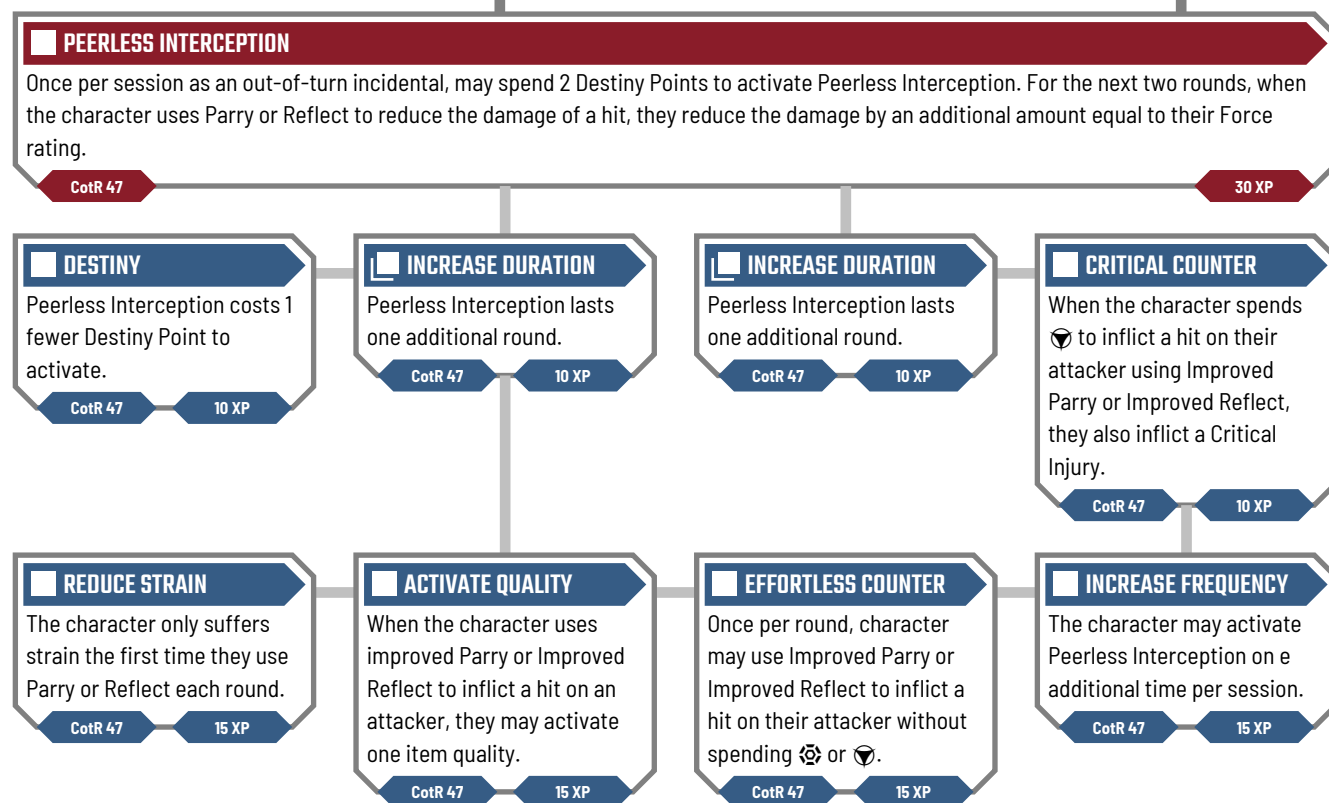 PEERLESS INTERCEPTION
Once per session as an out-of-turn incidental, may spend 2 Destiny Points to activate Peerless Interception. For the next two rounds, when
the character uses Parry or Reflect to reduce the damage of a hit, they reduce the damage by an additional amount equal to their Force
rating.
CotR 47
30 XP
DESTINY
Peerless Interception costs 1
fewer Destiny Point to
activate.
CotR 47
10 XP
INCREASE DURATION
Peerless Interception lasts
one additional round.
CotR 47
10 XP
INCREASE DURATION
Peerless Interception lasts
one additional round.
CotR 47
10 XP
CRITICAL COUNTER
When the character spends
to inflict a hit on their
attacker using Improved
Parry or Improved Reflect,
they also inflict a Critical
Injury.
CotR 47
10 XP
REDUCE STRAIN
The character only suffers
strain the first time they use
Parry or Reflect each round.
CotR 47
15 XP
ACTIVATE QUALITY
When the character uses
improved Parry or Improved
Reflect to inflict a hit on an
attacker, they may activate
one item quality.
CotR 47
15 XP
EFFORTLESS COUNTER
Once per round, character
may use Improved Parry or
Improved Reflect to inflict a
hit on their attacker without
spending or .
CotR 47
15 XP
INCREASE FREQUENCY
The character may activate
Peerless Interception on e
additional time per session.
CotR 47
15 XP